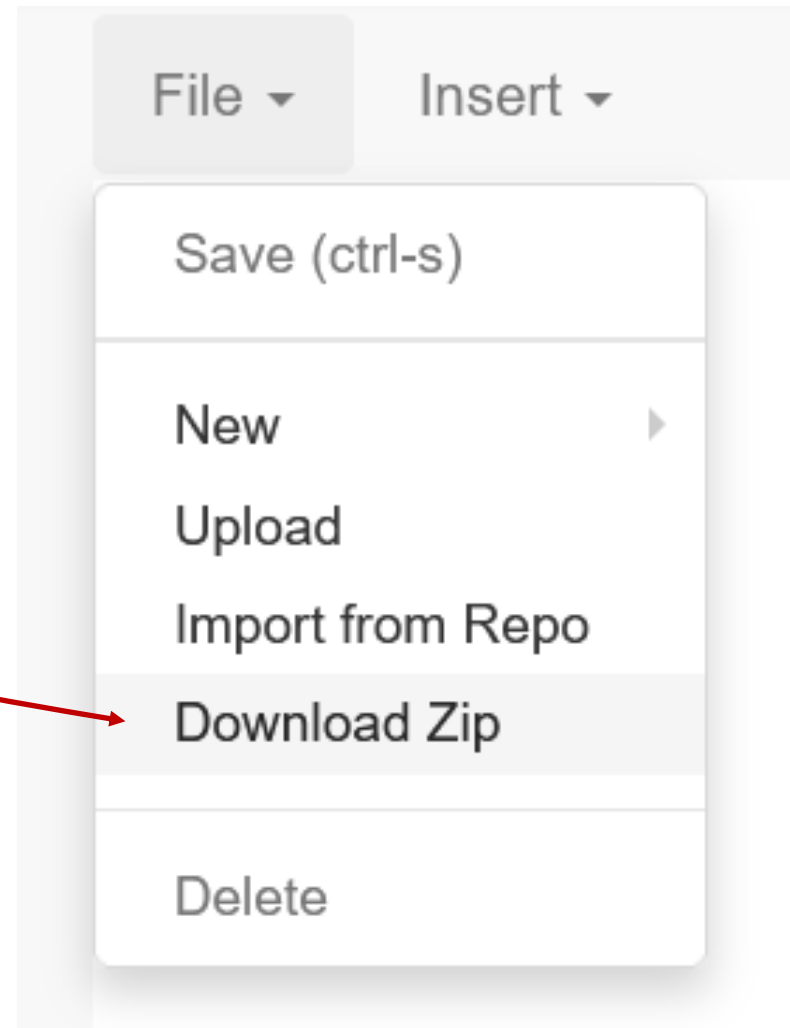 File Insert
Save (ctrl-s)
New
Upload
Import from Repo
Download Zip
Delete